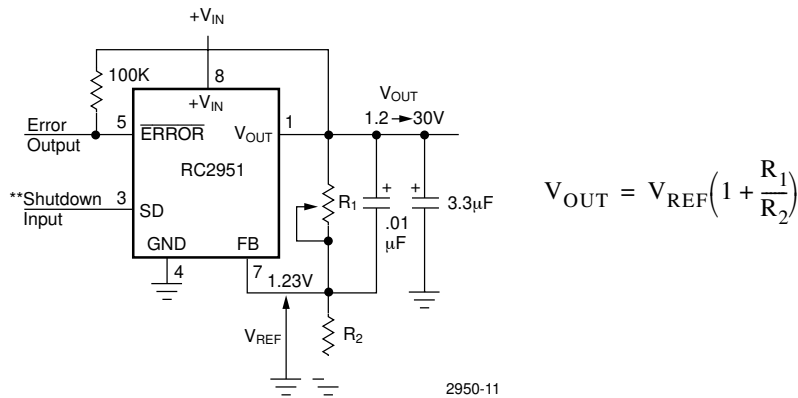 +V_IN
100K
8
+V_IN
V_OUT
1.2 → 30V
Error
Output
5
ERROR
V_OUT
1
RC2951
**Shutdown
Input
3
SD
R_1
+
.01
µF
+
3.3µF
GND
FB
4
7
1.23V
V_REF
R_2
2950-11
V_OUT = V_REF(1 + R_1/R_2)